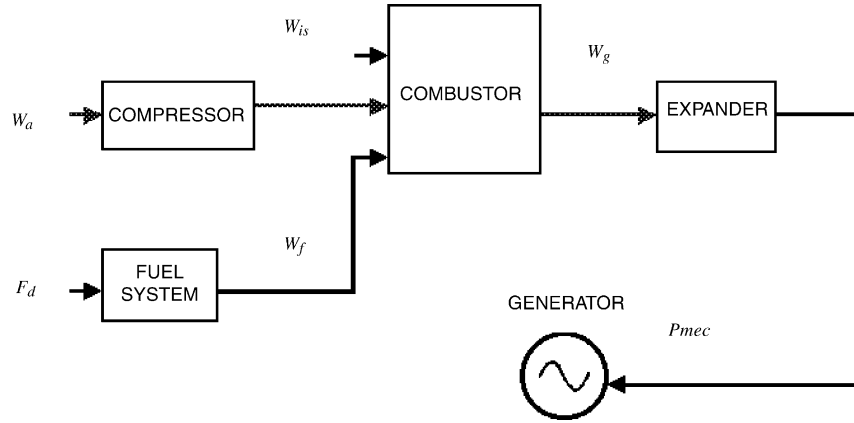 W_is
W_g
COMBUSTOR
COMPRESSOR
EXPANDER
W_a
W_f
FUEL
SYSTEM
F_d
GENERATOR
Pmec